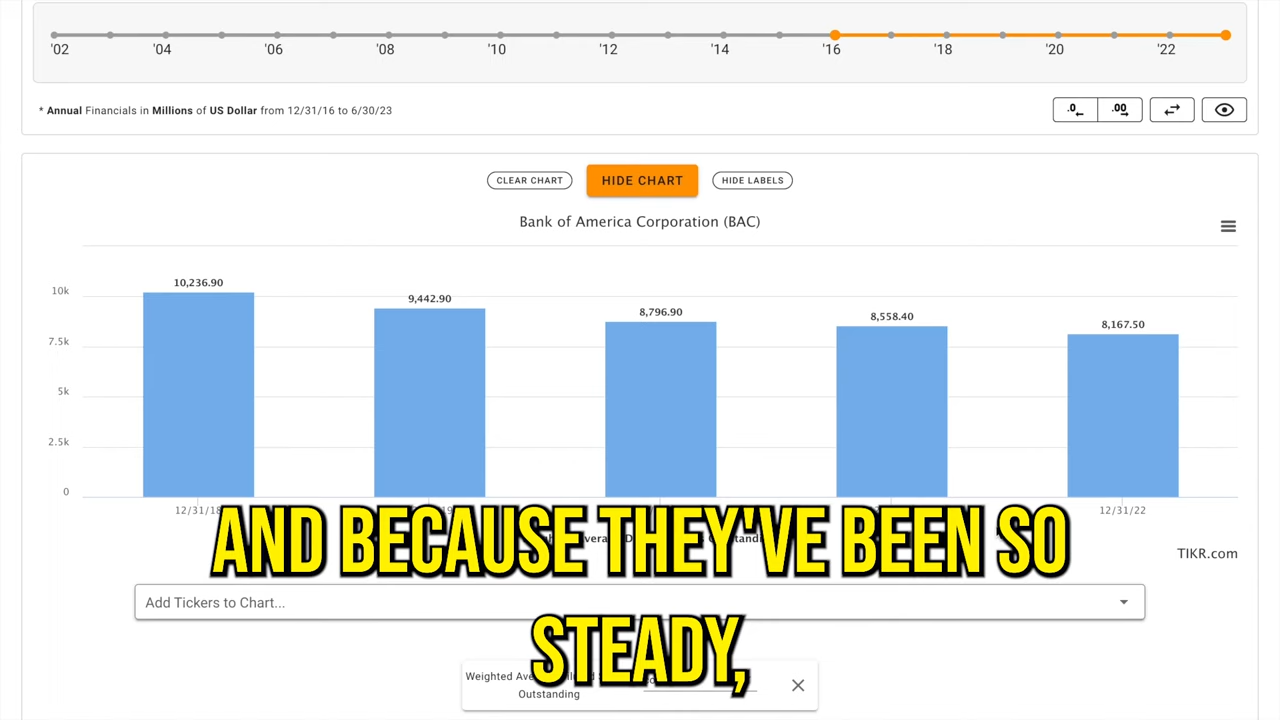 '02 '04 '06 '08 '10 '12 '14 '16 '18 '20 '22
* Annual Financials in Millions of US Dollar from 12/31/16 to 6/30/23
.0 .00
CLEAR CHART HIDE CHART HIDE LABELS
Bank of America Corporation (BAC)
10,236.90 9,442.90 8,796.90 8,558.40 8,167.50
10k
7.5k
5k
2.5k
0
12/31/18 12/31/22
AND BECAUSE THEY'VE BEEN SO
TIKR.com
Add Tickers to Chart...
STEADY,
Weighted
Outstanding